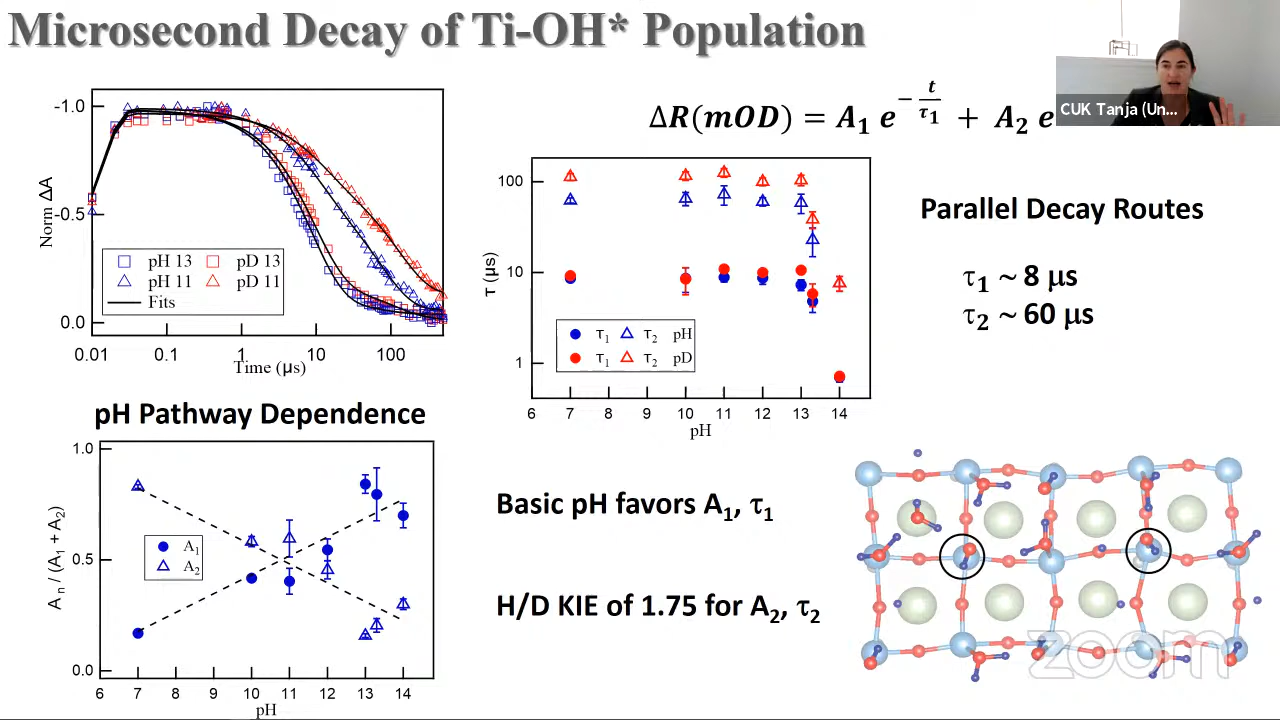 Microsecond Decay of Ti-OH* Population
CUK Tanja (Un...
ΔR(mOD) = A₁ e^(-t/τ₁) + A₂ e
-1.0
-0.5
0.0
Norm ΔA
pH 13 pD 13
pH 11 pD 11
Fits
0.01 0.1 1 10 100
Time (μs)
100
10
1
τ (μs)
τ₁ τ₂ pH
τ₁ τ₂ pD
6 7 8 9 10 11 12 13 14
pH
Parallel Decay Routes
τ₁ ~ 8 μs
τ₂ ~ 60 μs
pH Pathway Dependence
1.0
0.5
0.0
A n / (A₁ + A₂)
A₁
A₂
6 7 8 9 10 11 12 13 14
pH
Basic pH favors A₁, τ₁
H/D KIE of 1.75 for A₂, τ₂
zoom